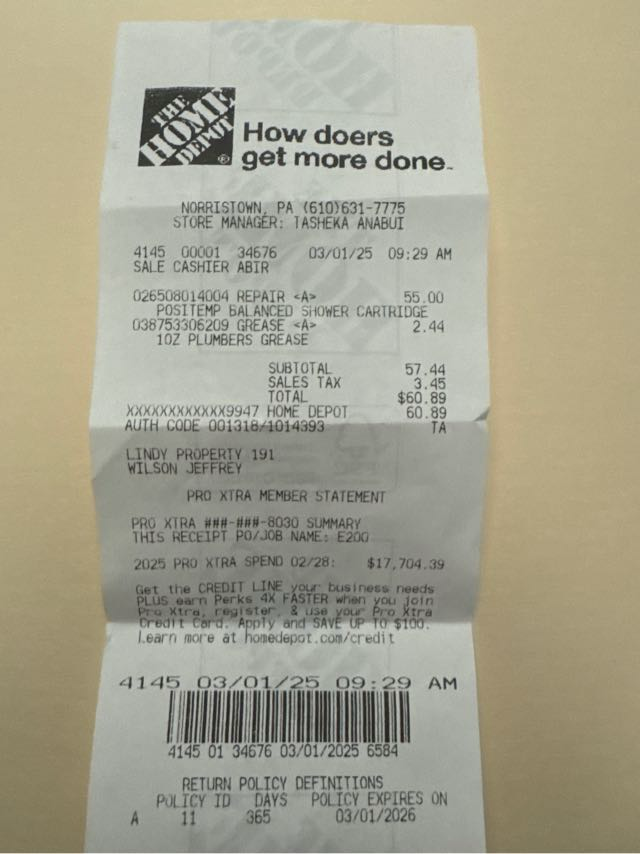 THE
HOME
DEPOT
®
How doers
get more done.
NORRISTOWN, PA (610)631-7775
STORE MANAGER: TASHEKA ANABUI
4145 00001 34676 03/01/25 09:29 AM
SALE CASHIER ABIR
026508014004 REPAIR <A> 55.00
POSITEMP BALANCED SHOWER CARTRIDGE
038753306209 GREASE <A> 2.44
1OZ PLUMBERS GREASE
SUBTOTAL 57.44
SALES TAX 3.45
TOTAL $60.89
XXXXXXXXXXXX9947 HOME DEPOT 60.89
AUTH CODE 001318/1014393 TA
LINDY PROPERTY 191
WILSON JEFFREY
PRO XTRA MEMBER STATEMENT
PRO XTRA ###-###-8030 SUMMARY
THIS RECEIPT PO/JOB NAME: E200
2025 PRO XTRA SPEND 02/28: $17,704.39
Get the CREDIT LINE your business needs
PLUS earn Perks 4X FASTER when you join
Pro Xtra, register, & use your Pro Xtra
Credit Card. Apply and SAVE UP TO $100.
Learn more at homedepot.com/credit
4145 03/01/25 09:29 AM
4145 01 34676 03/01/2025 6584
RETURN POLICY DEFINITIONS
POLICY ID DAYS POLICY EXPIRES ON
A 11 365 03/01/2026